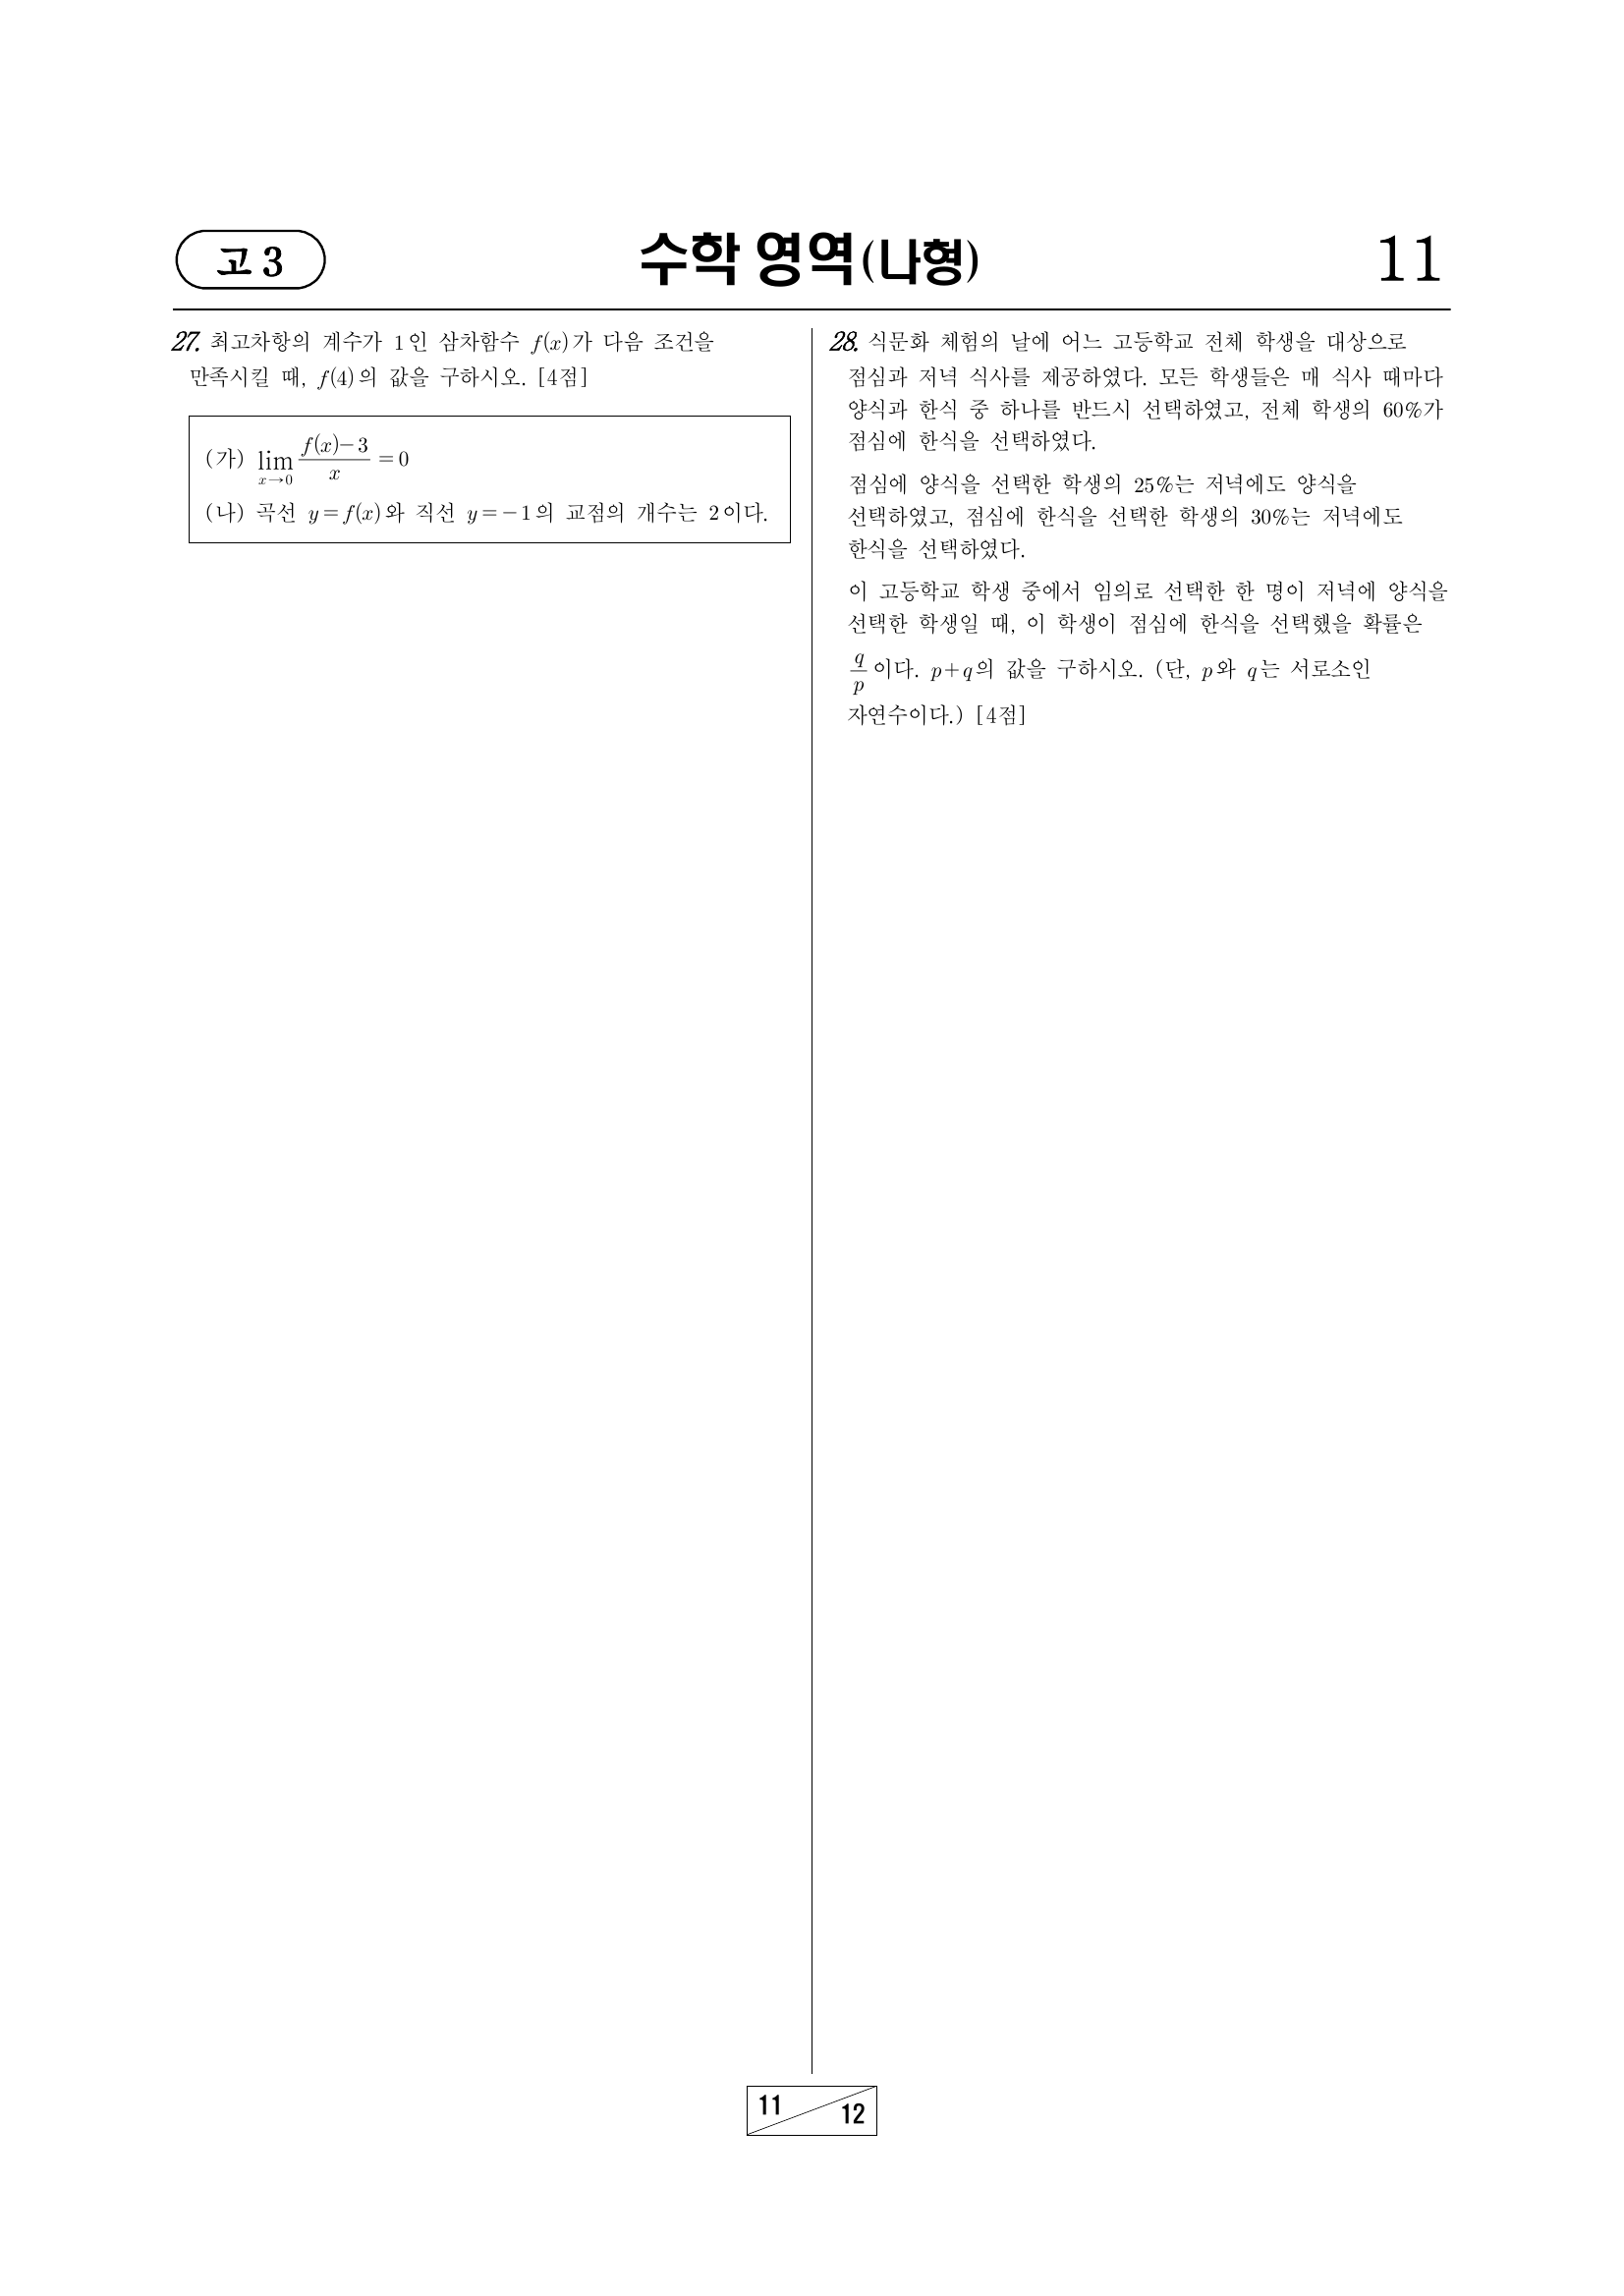 고 3
수학 영역(나형)
11
27. 최고차항의 계수가 1인 삼차함수 f(x)가 다음 조건을
만족시킬 때, f(4)의 값을 구하시오. [4점]
(가) lim_{x→0} (f(x)−3)/x = 0
(나) 곡선 y=f(x)와 직선 y=−1의 교점의 개수는 2이다.
28. 식문화 체험의 날에 어느 고등학교 전체 학생을 대상으로
점심과 저녁 식사를 제공하였다. 모든 학생들은 매 식사 때마다
양식과 한식 중 하나를 반드시 선택하였고, 전체 학생의 60%가
점심에 한식을 선택하였다.
점심에 양식을 선택한 학생의 25%는 저녁에도 양식을
선택하였고, 점심에 한식을 선택한 학생의 30%는 저녁에도
한식을 선택하였다.
이 고등학교 학생 중에서 임의로 선택한 한 명이 저녁에 양식을
선택한 학생일 때, 이 학생이 점심에 한식을 선택했을 확률은
q/p 이다. p+q의 값을 구하시오. (단, p와 q는 서로소인
자연수이다.) [4점]
11
12